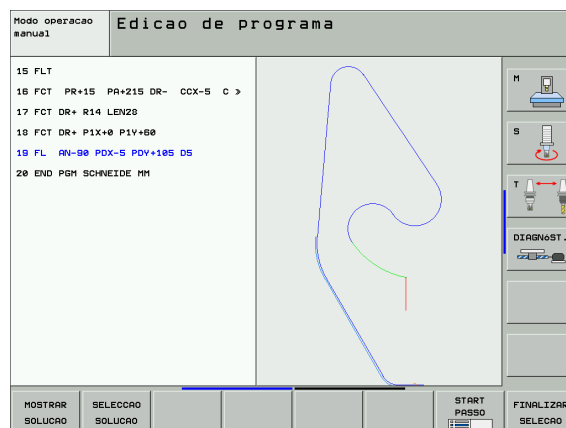 Modo operacao
manual
Edicao de programa
15 FLT
16 FCT PR+15 PA+215 DR- CCX-5 C »
17 FCT DR+ R14 LEN28
18 FCT DR+ P1X+0 P1Y+60
19 FL AN-90 PDX-5 PDY+105 D5
20 END PGM SCHNEIDE MM
M
S
T
DIAGNóST.
MOSTRAR
SOLUCAO
SELECCAO
SOLUCAO
START
PASSO
FINALIZAR
SELECAO